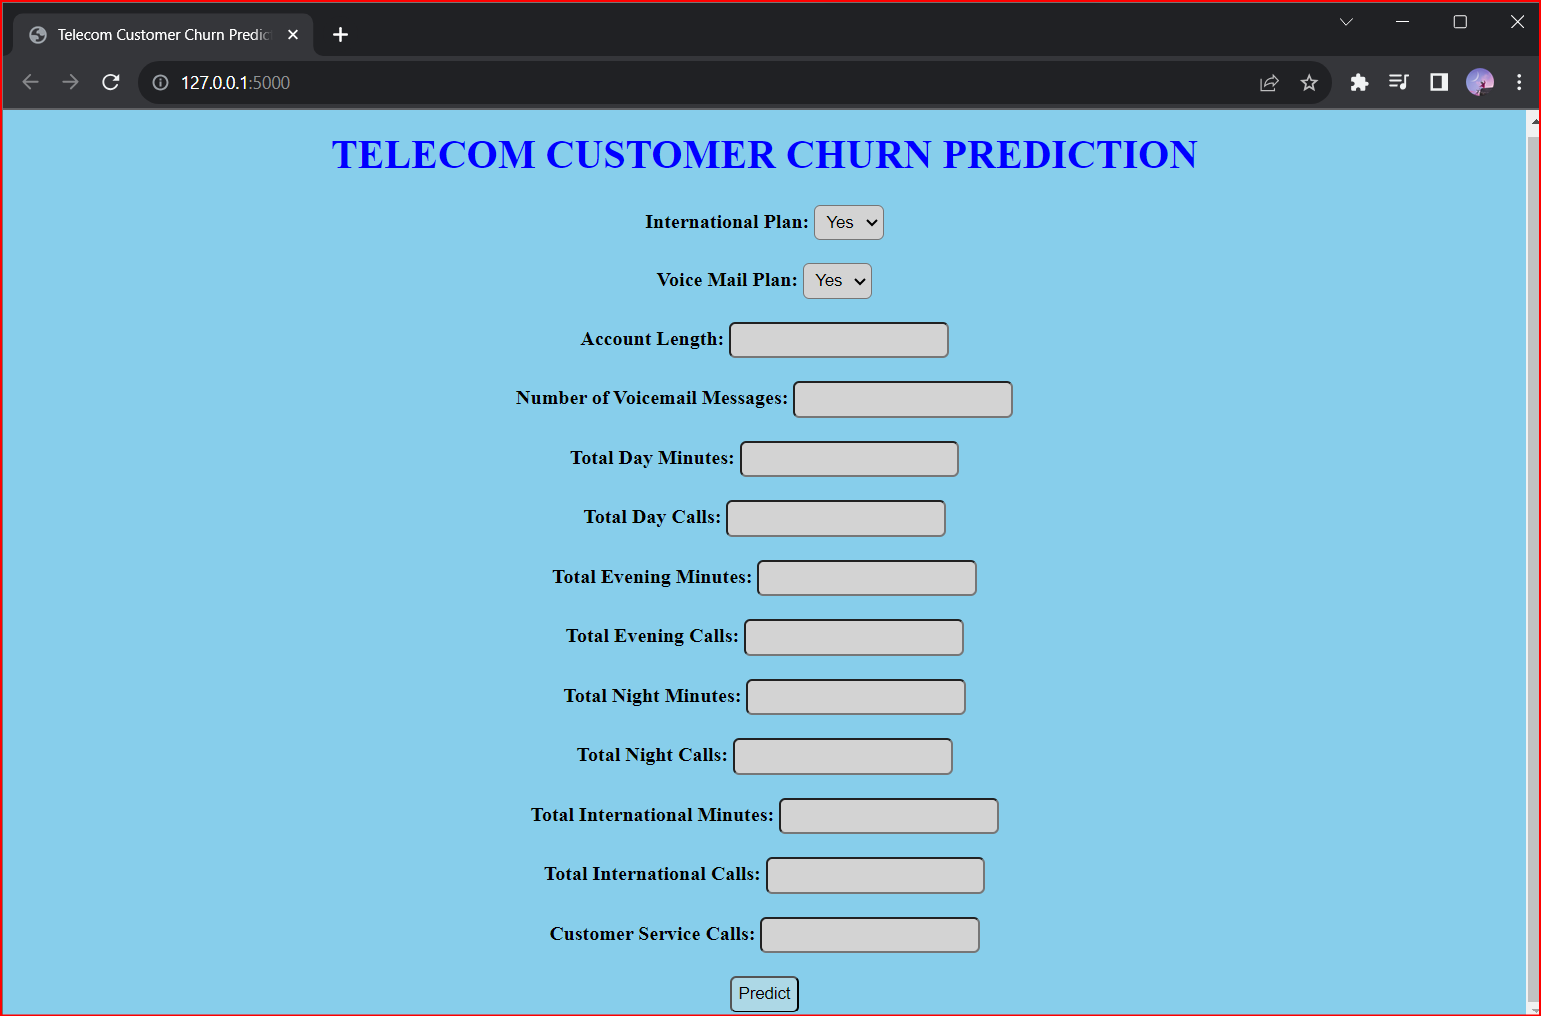 Telecom Customer Churn Predic
127.0.0.1:5000
TELECOM CUSTOMER CHURN PREDICTION
International Plan: Yes
Voice Mail Plan: Yes
Account Length:
Number of Voicemail Messages:
Total Day Minutes:
Total Day Calls:
Total Evening Minutes:
Total Evening Calls:
Total Night Minutes:
Total Night Calls:
Total International Minutes:
Total International Calls:
Customer Service Calls:
Predict